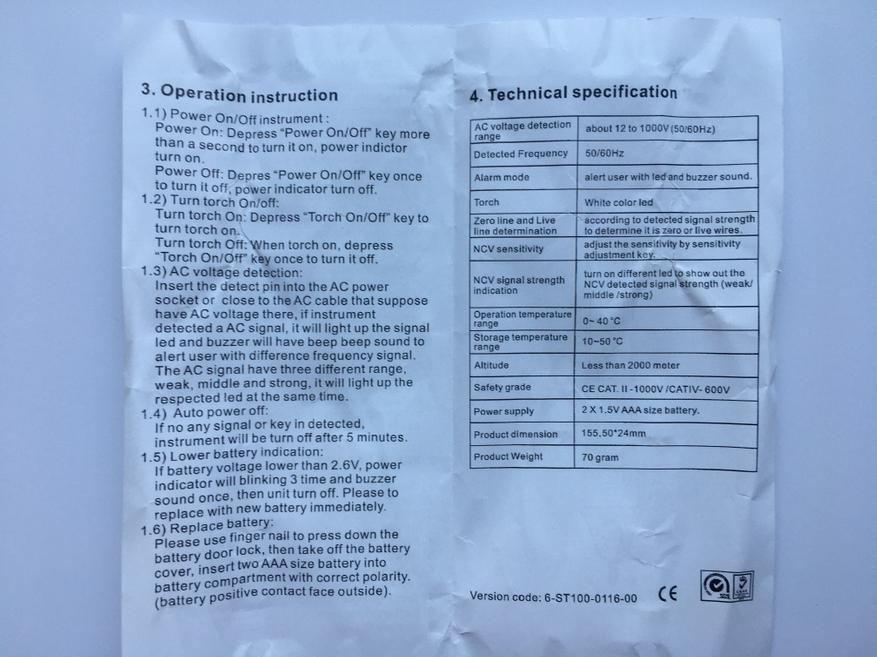 3. Operation instruction
1.1) Power On/Off instrument :
Power On: Depress "Power On/Off" key more
than a second to turn it on, power indictor
turn on.
Power Off: Depres "Power On/Off" key once
to turn it off, power indicator turn off.
1.2) Turn torch On/off:
Turn torch On: Depress "Torch On/Off" key to
turn torch on.
Turn torch Off: When torch on, depress
"Torch On/Off" key once to turn it off.
1.3) AC voltage detection:
Insert the detect pin into the AC power
socket or close to the AC cable that suppose
have AC voltage there, if instrument
detected a AC signal, it will light up the signal
led and buzzer will have beep beep sound to
alert user with difference frequency signal.
The AC signal have three different range,
weak, middle and strong, it will light up the
respected led at the same time.
1.4) Auto power off:
If no any signal or key in detected,
instrument will be turn off after 5 minutes.
1.5) Lower battery indication:
If battery voltage lower than 2.6V, power
indicator will blinking 3 time and buzzer
sound once, then unit turn off. Please to
replace with new battery immediately.
1.6) Replace battery:
Please use finger nail to press down the
battery door lock, then take off the battery
cover, insert two AAA size battery into
battery compartment with correct polarity.
(battery positive contact face outside).
4. Technical specification
AC voltage detection
range
about 12 to 1000V (50/60Hz)
Detected Frequency
50/60Hz
Alarm mode
alert user with led and buzzer sound.
Torch
White color led
Zero line and Live
line determination
according to detected signal strength
to determine it is zero or live wires.
NCV sensitivity
adjust the sensitivity by sensitivity
adjustment key.
NCV signal strength
indication
turn on different led to show out the
NCV detected signal strength (weak/
middle /strong)
Operation temperature
range
0~ 40 °C
Storage temperature
range
10~50 °C
Altitude
Less than 2000 meter
Safety grade
CE CAT. II -1000V /CATIV- 600V
Power supply
2 X 1.5V AAA size battery.
Product dimension
155.50*24mm
Product Weight
70 gram
Version code: 6-ST100-0116-00
CE